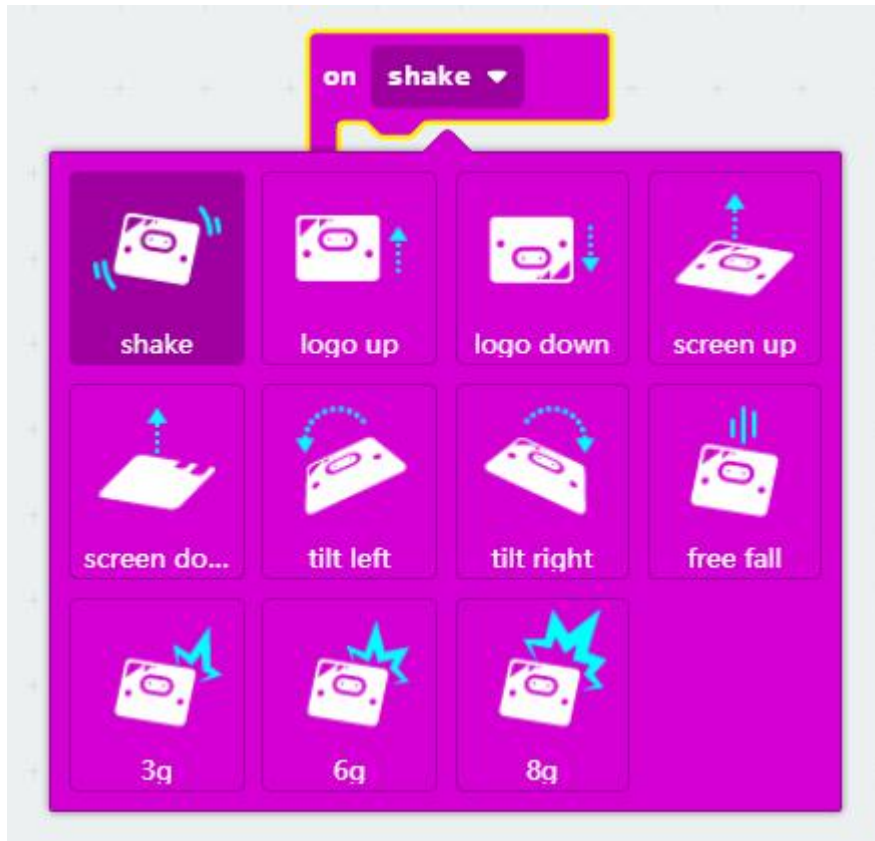 on shake
shake logo up logo down screen up
screen do... tilt left tilt right free fall
3g 6g 8g